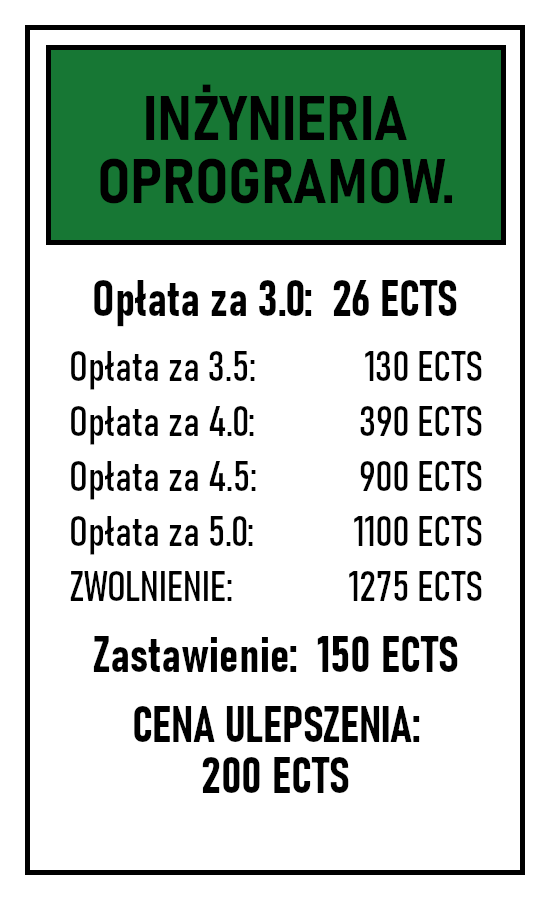 INŻYNIERIA
OPROGRAMOW.
Opłata za 3.0: 26 ECTS
Opłata za 3.5: 130 ECTS
Opłata za 4.0: 390 ECTS
Opłata za 4.5: 900 ECTS
Opłata za 5.0: 1100 ECTS
ZWOLNIENIE: 1275 ECTS
Zastawienie: 150 ECTS
CENA ULEPSZENIA:
200 ECTS